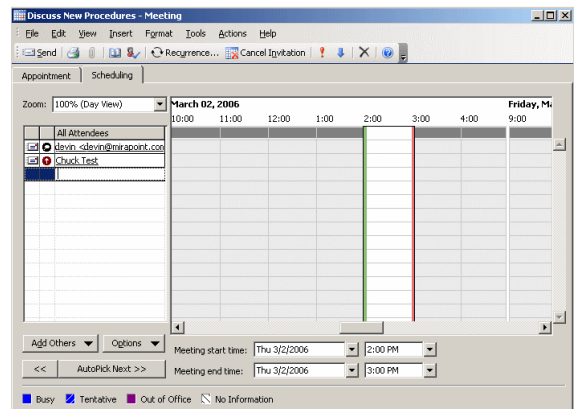 Discuss New Procedures - Meeting
File Edit View Insert Format Tools Actions Help
Send Recurrence... Cancel Invitation
Appointment Scheduling
Zoom: 100% (Day View)
March 02, 2006 Friday, Ma
10:00 11:00 12:00 1:00 2:00 3:00 4:00 9:00
All Attendees
devin <devin@mirapoint.con
Chuck Test
Add Others Options
<< AutoPick Next >>
Meeting start time: Thu 3/2/2006 2:00 PM
Meeting end time: Thu 3/2/2006 3:00 PM
Busy Tentative Out of Office No Information